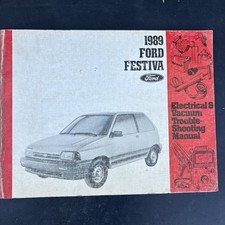 1989
FORD
FESTIVA
Ford
Electrical &
Vacuum
Trouble-
Shooting
Manual